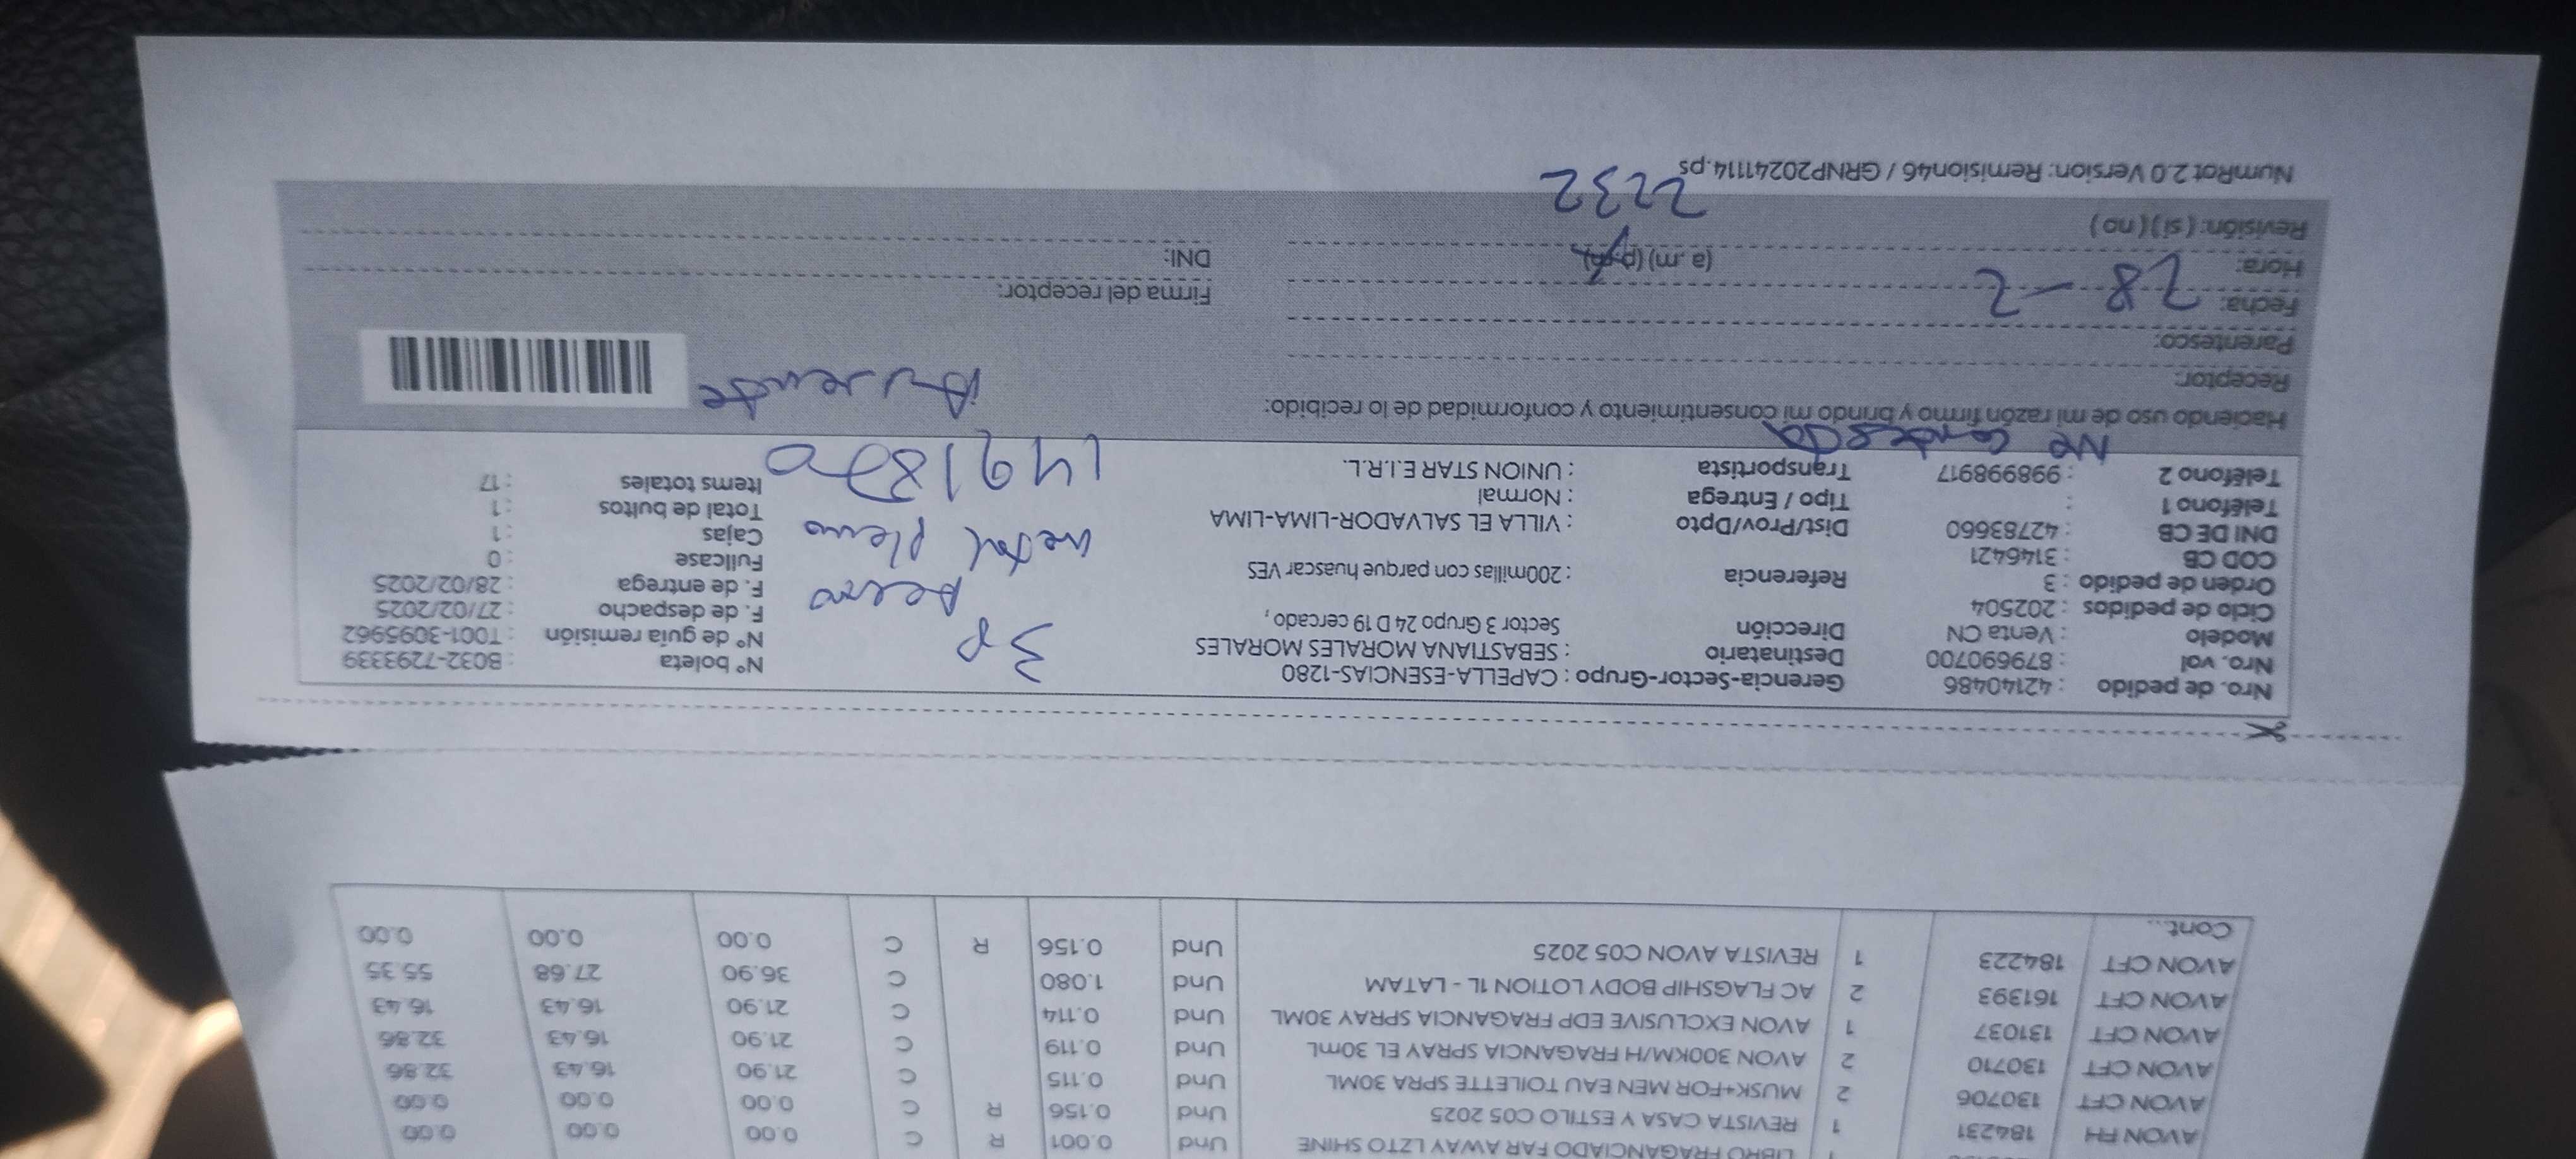 LIBRO FRAGANCIADO FAR AWAY LZTO SHINE Und 0.001 R C 0.00 0.00 0.00
AVON FH 184231 1 REVISTA CASA Y ESTILO C05 2025 Und 0.156 R C 0.00 0.00 0.00
AVON CFT 130706 2 MUSK+FOR MEN EAU TOILETTE SPRA 30ML Und 0.115 C 21.90 16.43 32.86
AVON CFT 130710 2 AVON 300KM/H FRAGANCIA SPRAY EL 30mL Und 0.119 C 21.90 16.43 32.86
AVON CFT 131037 1 AVON EXCLUSIVE EDP FRAGANCIA SPRAY 30ML Und 0.114 C 21.90 16.43 16.43
AVON CFT 161393 2 AC FLAGSHIP BODY LOTION 1L - LATAM Und 1.080 C 36.90 27.68 55.35
AVON CFT 184223 1 REVISTA AVON C05 2025 Und 0.156 R C 0.00 0.00 0.00
Cont...
Nro. de pedido : 42140486 Gerencia-Sector-Grupo : CAPELLA-ESENCIAS-1280 N° boleta : B032-7293339
Nro. vol : 879690700 Destinatario : SEBASTIANA MORALES MORALES N° de guía remisión : T001-3095962
Modelo : Venta CN Dirección Sector 3 Grupo 24 D 19 cercado , F. de despacho : 27/02/2025
Ciclo de pedidos : 202504 F. de entrega : 28/02/2025
Orden de pedido : 3 Referencia : 200millas con parque huascar VES Fullcase : 0
COD CB : 3146421 Cajas : 1
DNI DE CB : 42783660 Dist/Prov/Dpto : VILLA EL SALVADOR-LIMA-LIMA Total de bultos : 1
Teléfono 1 : Tipo / Entrega : Normal Items totales : 17
Teléfono 2 : 998998917 Transportista : UNION STAR E.I.R.L.
3P
metal plomo
No contesta
Haciendo uso de mi razón firmo y brindo mi consentimiento y conformidad de lo recibido:
Ausente
Receptor:
Parentesco:
Fecha: 28-2
Firma del receptor:
Hora: (a.m) (p.m)
DNI:
Revisión: ( si ) ( no )
2232
NumRot 2.0 Version: Remision46 / GRNP20241114.ps